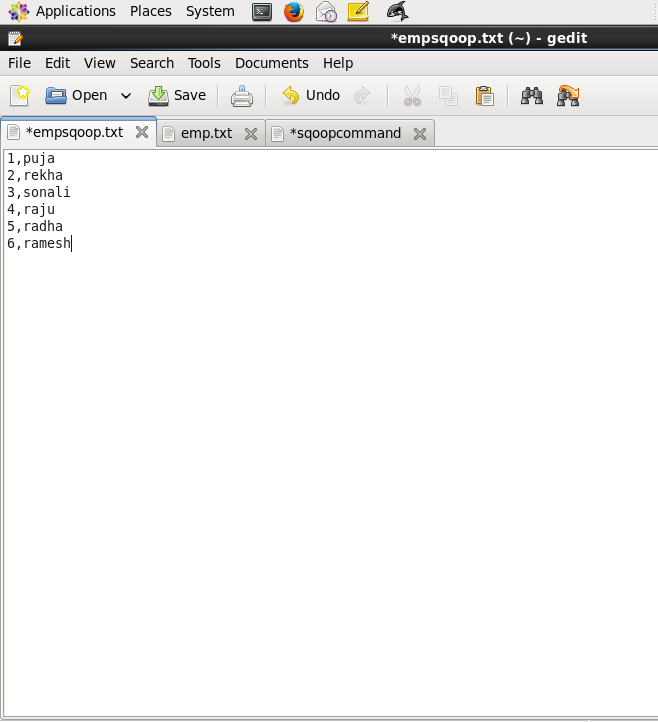 Applications Places System
*empsqoop.txt (~) - gedit
File Edit View Search Tools Documents Help
Open Save Undo
*empsqoop.txt emp.txt *sqoopcommand
1,puja
2,rekha
3,sonali
4,raju
5,radha
6,ramesh